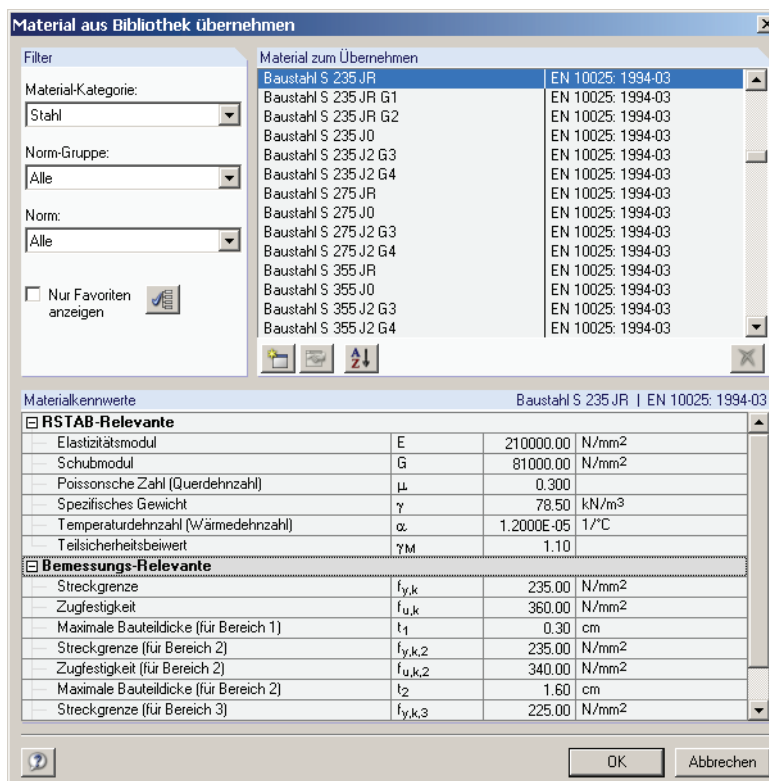 Material aus Bibliothek übernehmen
Filter
Material-Kategorie:
Stahl
Norm-Gruppe:
Alle
Norm:
Alle
Nur Favoriten
anzeigen
Material zum Übernehmen
Baustahl S 235 JR EN 10025: 1994-03
Baustahl S 235 JR G1 EN 10025: 1994-03
Baustahl S 235 JR G2 EN 10025: 1994-03
Baustahl S 235 J0 EN 10025: 1994-03
Baustahl S 235 J2 G3 EN 10025: 1994-03
Baustahl S 235 J2 G4 EN 10025: 1994-03
Baustahl S 275 JR EN 10025: 1994-03
Baustahl S 275 J0 EN 10025: 1994-03
Baustahl S 275 J2 G3 EN 10025: 1994-03
Baustahl S 275 J2 G4 EN 10025: 1994-03
Baustahl S 355 JR EN 10025: 1994-03
Baustahl S 355 J0 EN 10025: 1994-03
Baustahl S 355 J2 G3 EN 10025: 1994-03
Baustahl S 355 J2 G4 EN 10025: 1994-03
Materialkennwerte Baustahl S 235 JR | EN 10025: 1994-03
RSTAB-Relevante
Elastizitätsmodul E 210000.00 N/mm2
Schubmodul G 81000.00 N/mm2
Poissonsche Zahl (Querdehnzahl) μ 0.300
Spezifisches Gewicht γ 78.50 kN/m3
Temperaturdehnzahl (Wärmedehnzahl) α 1.2000E-05 1/°C
Teilsicherheitsbeiwert γM 1.10
Bemessungs-Relevante
Streckgrenze fy,k 235.00 N/mm2
Zugfestigkeit fu,k 360.00 N/mm2
Maximale Bauteildicke (für Bereich 1) t1 0.30 cm
Streckgrenze (für Bereich 2) fy,k,2 235.00 N/mm2
Zugfestigkeit (für Bereich 2) fu,k,2 340.00 N/mm2
Maximale Bauteildicke (für Bereich 2) t2 1.60 cm
Streckgrenze (für Bereich 3) fy,k,3 225.00 N/mm2
OK Abbrechen